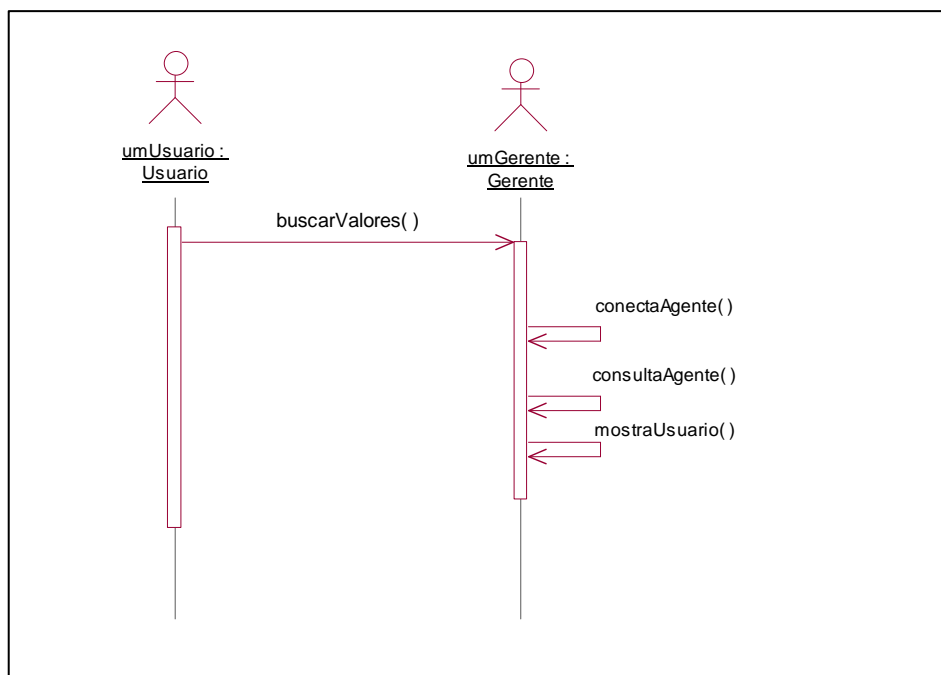 umUsuario :
Usuario
umGerente :
Gerente
buscarValores( )
conectaAgente( )
consultaAgente( )
mostraUsuario( )